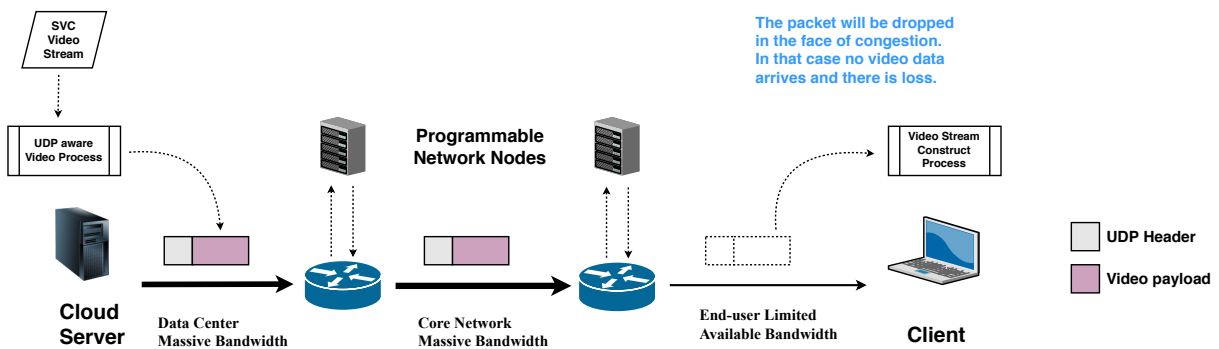 SVC
Video
Stream
The packet will be dropped
in the face of congestion.
In that case no video data
arrives and there is loss.
UDP aware
Video Process
Programmable
Network Nodes
Video Stream
Construct
Process
UDP Header
Video payload
Cloud
Server
Data Center
Massive Bandwidth
Core Network
Massive Bandwidth
End-user Limited
Available Bandwidth
Client